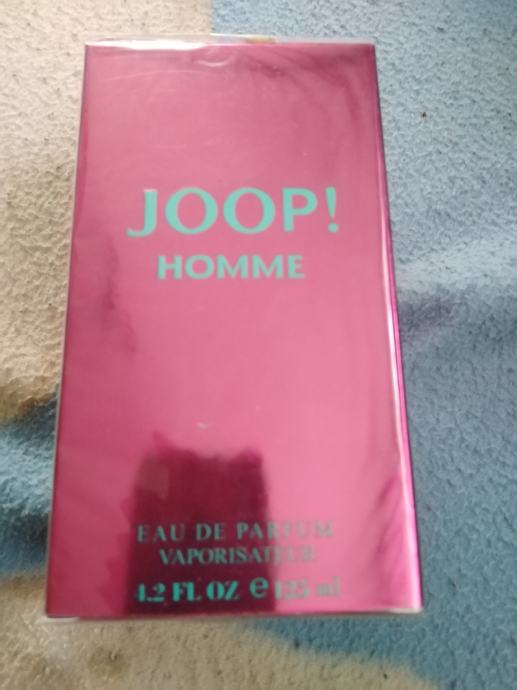 JOOP!
HOMME
EAU DE PARFUM
VAPORISATEUR
4.2 FL OZ e 125 ml